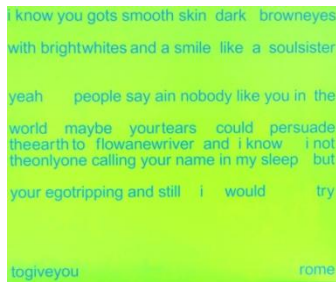 i know you gots smooth skin dark browneyes
with brightwhites and a smile like a soulsister
yeah people say ain nobody like you in the
world maybe yourtears could persuade
theearth to flowanewriver and i know i not
theonlyone calling your name in my sleep but
your egotripping and still i would try
togiveyou rome